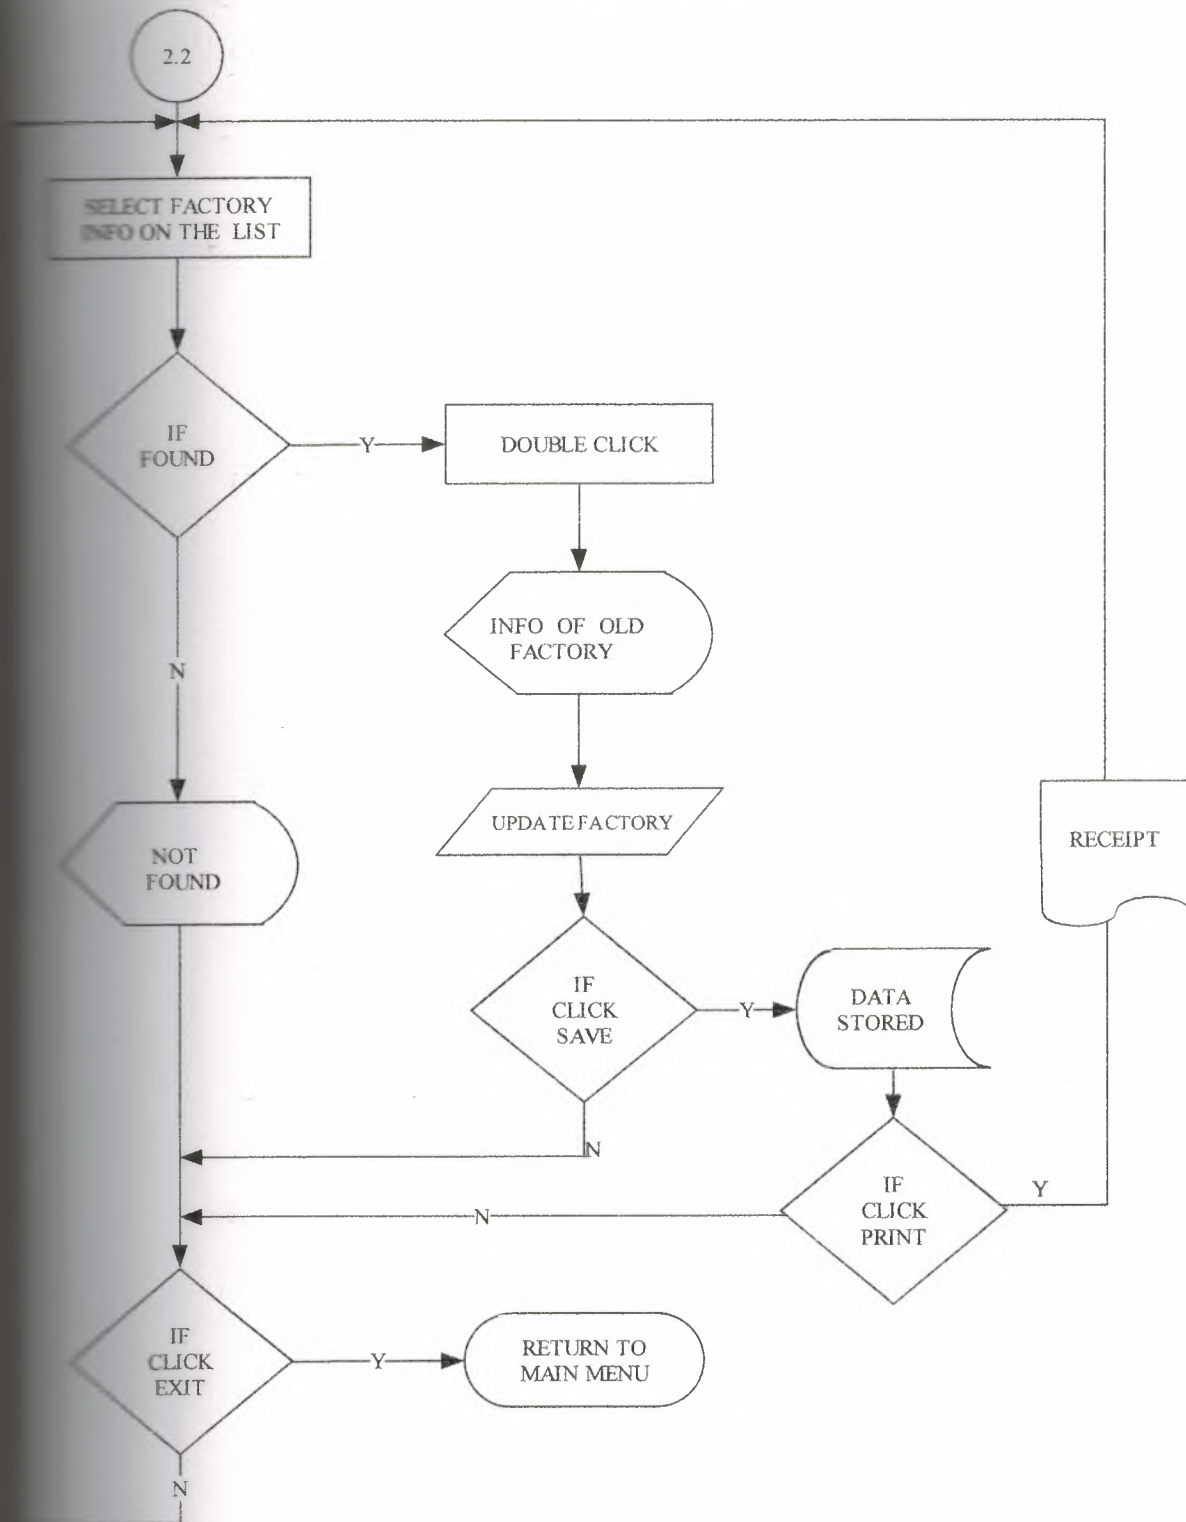 2.2
SELECT FACTORY
INFO ON THE LIST
IF
FOUND
Y
DOUBLE CLICK
INFO OF OLD
FACTORY
N
UPDATE FACTORY
RECEIPT
NOT
FOUND
IF
CLICK
SAVE
Y
DATA
STORED
N
IF
CLICK
PRINT
Y
N
IF
CLICK
EXIT
Y
RETURN TO
MAIN MENU
N